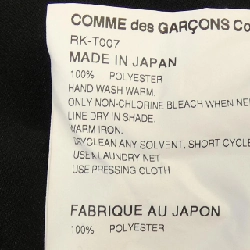 COMME des GARÇONS Co
RK-T007
MADE IN JAPAN
100% POLYESTER
HAND WASH WARM.
ONLY NON-CHLORINE BLEACH WHEN NE
LINE DRY IN SHADE.
WARM IRON.
DRYCLEAN ANY SOLVENT, SHORT CYCLE
USE LAUNDRY NET
USE PRESSING CLOTH
FABRIQUE AU JAPON
100% POLYESTER